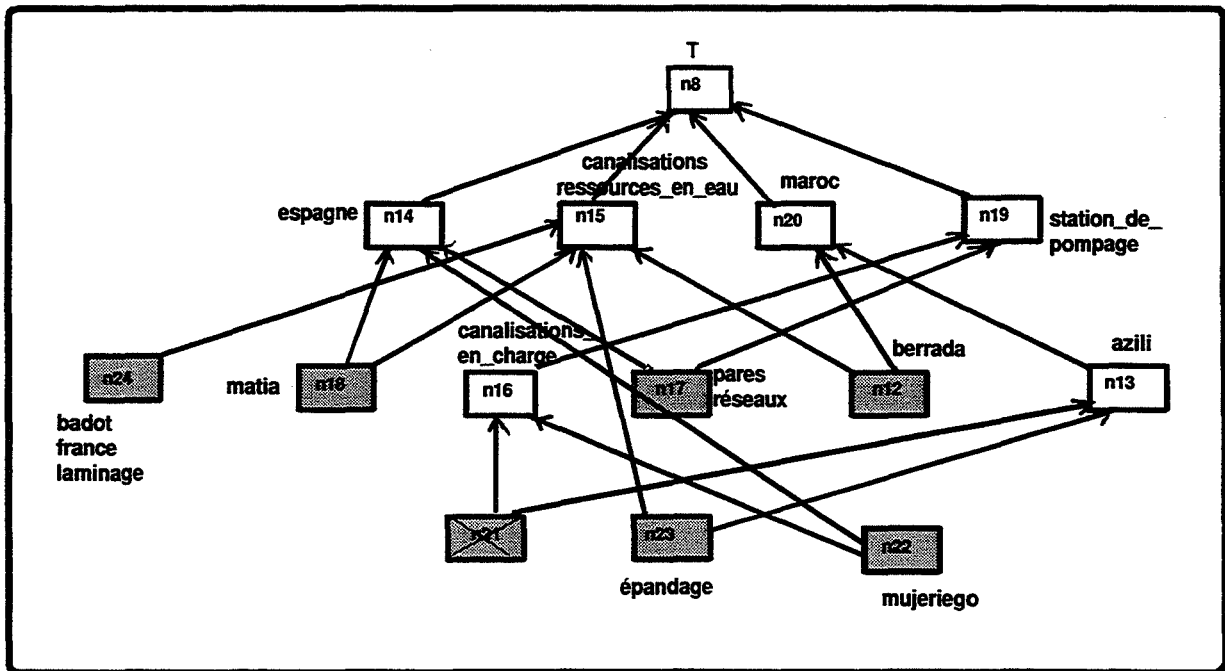 T
n8
canalisations
ressources_en_eau
maroc
espagne
n14
n15
n20
n19
station_de_
pompage
canalisations_
en_charge
berrada
azili
n24
matia
n18
n16
n17
pares
réseaux
n12
n13
badot
france
laminage
n21
n23
n22
épandage
mujeriego